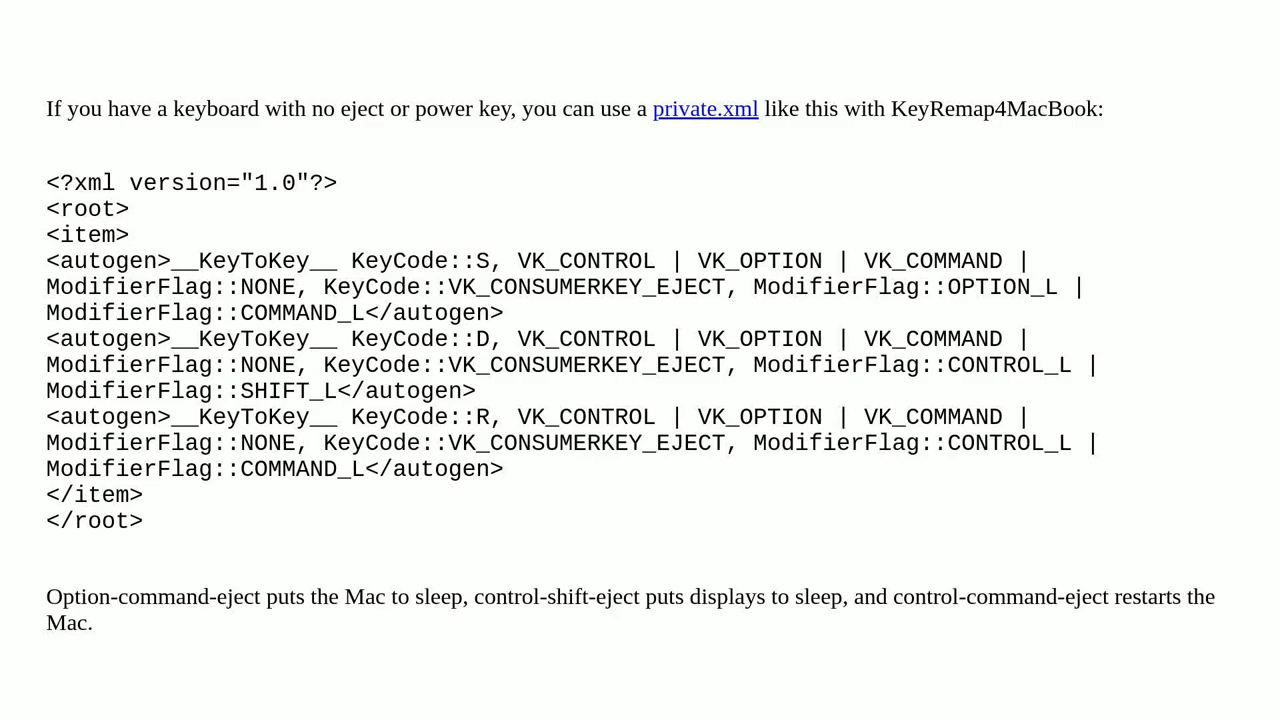 If you have a keyboard with no eject or power key, you can use a private.xml like this with KeyRemap4MacBook:
<?xml version="1.0"?>
<root>
<item>
<autogen>__KeyToKey__ KeyCode::S, VK_CONTROL | VK_OPTION | VK_COMMAND |
ModifierFlag::NONE, KeyCode::VK_CONSUMERKEY_EJECT, ModifierFlag::OPTION_L |
ModifierFlag::COMMAND_L</autogen>
<autogen>__KeyToKey__ KeyCode::D, VK_CONTROL | VK_OPTION | VK_COMMAND |
ModifierFlag::NONE, KeyCode::VK_CONSUMERKEY_EJECT, ModifierFlag::CONTROL_L |
ModifierFlag::SHIFT_L</autogen>
<autogen>__KeyToKey__ KeyCode::R, VK_CONTROL | VK_OPTION | VK_COMMAND |
ModifierFlag::NONE, KeyCode::VK_CONSUMERKEY_EJECT, ModifierFlag::CONTROL_L |
ModifierFlag::COMMAND_L</autogen>
</item>
</root>
Option-command-eject puts the Mac to sleep, control-shift-eject puts displays to sleep, and control-command-eject restarts the
Mac.